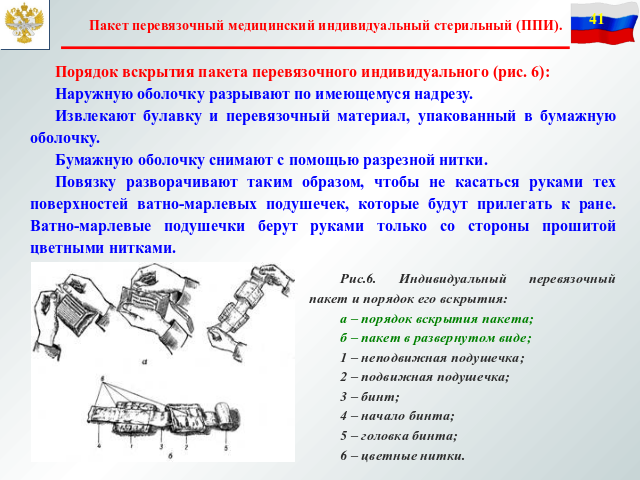 Пакет перевязочный медицинский индивидуальный стерильный (ППИ).
41
Порядок вскрытия пакета перевязочного индивидуального (рис. 6):
Наружную оболочку разрывают по имеющемуся надрезу.
Извлекают булавку и перевязочный материал, упакованный в бумажную
оболочку.
Бумажную оболочку снимают с помощью разрезной нитки.
Повязку разворачивают таким образом, чтобы не касаться руками тех
поверхностей ватно-марлевых подушечек, которые будут прилегать к ране.
Ватно-марлевые подушечки берут руками только со стороны прошитой
цветными нитками.
а
6
4 1 3 2 5
б
Рис.6. Индивидуальный перевязочный
пакет и порядок его вскрытия:
а – порядок вскрытия пакета;
б – пакет в развернутом виде;
1 – неподвижная подушечка;
2 – подвижная подушечка;
3 – бинт;
4 – начало бинта;
5 – головка бинта;
6 – цветные нитки.